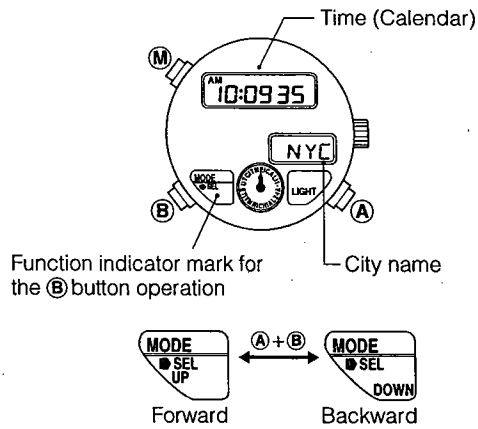 Time (Calendar)
M
AM
10:09 35
NYC
MODE
SEL
LIGHT
B
A
Function indicator mark for
the B button operation
City name
A + B
MODE
SEL
UP
MODE
SEL
DOWN
Forward
Backward